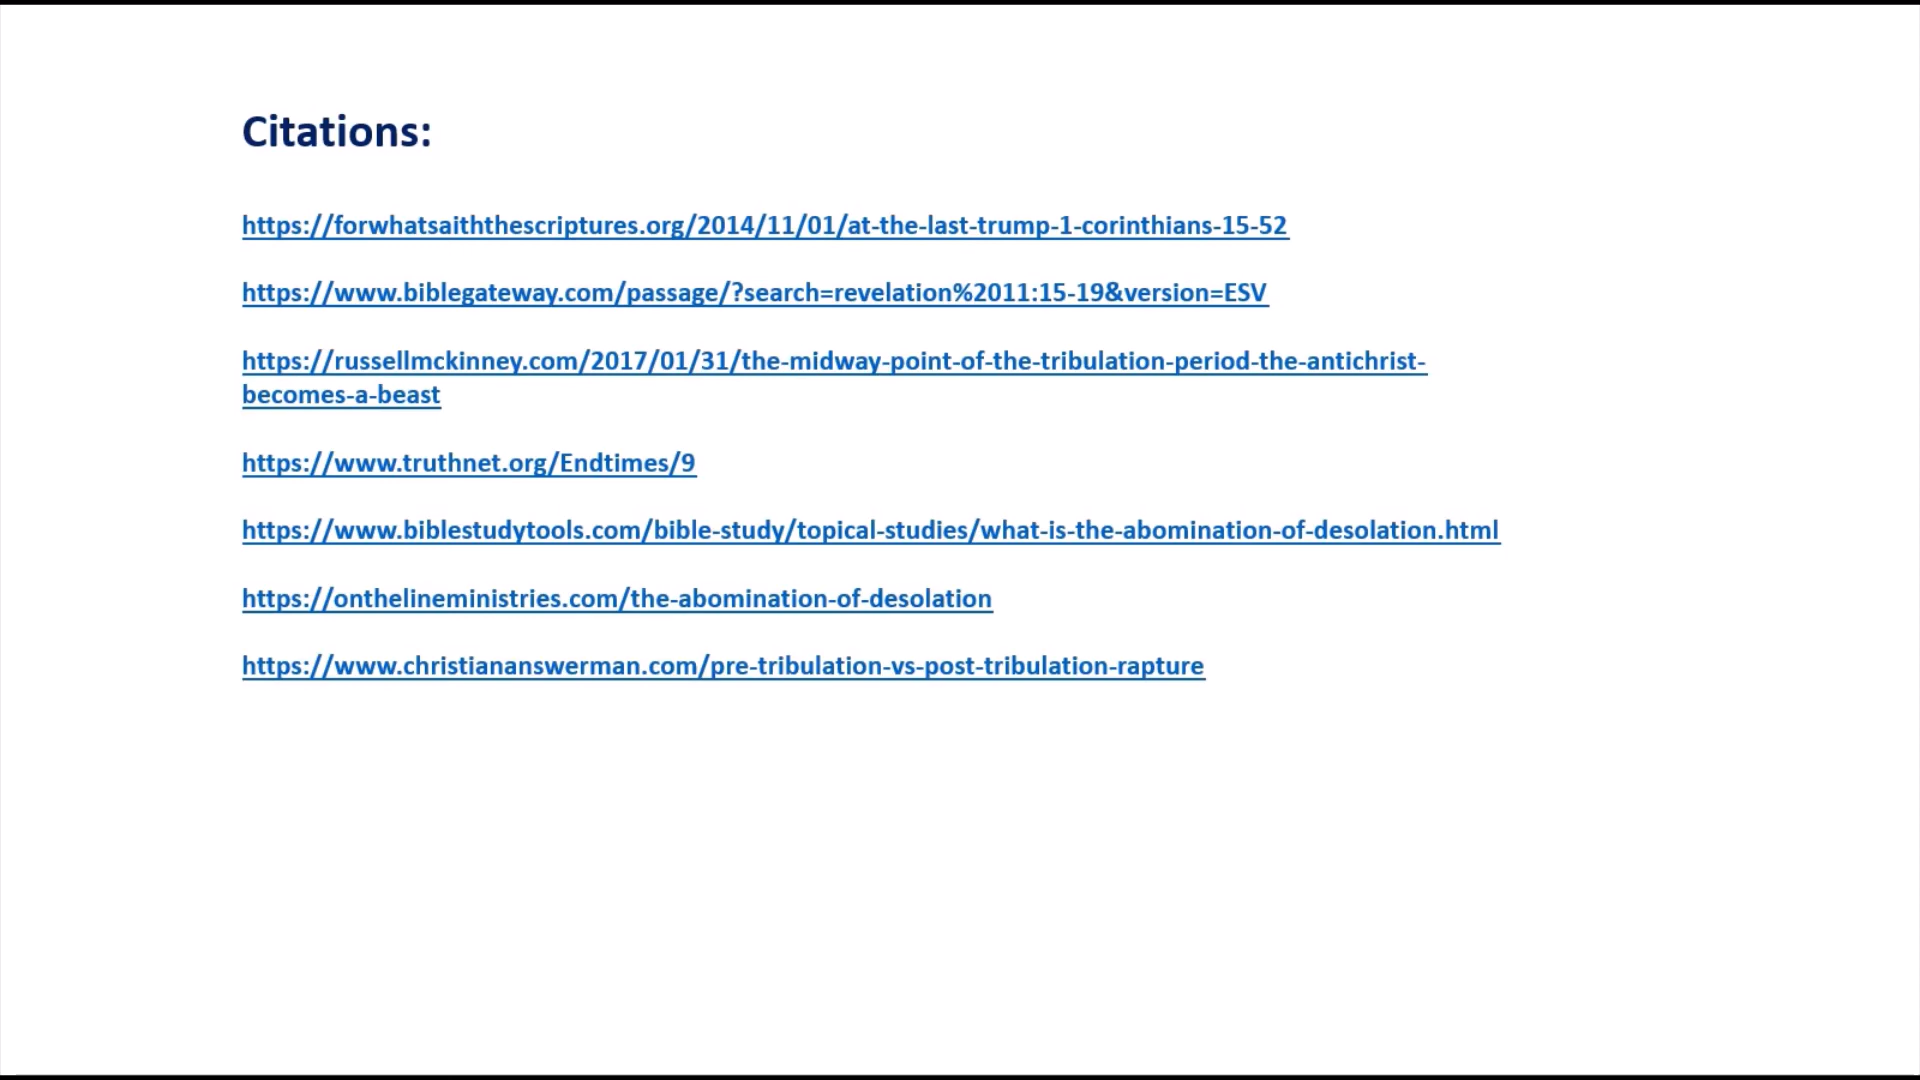 Citations:
https://forwhatsaiththescriptures.org/2014/11/01/at-the-last-trump-1-corinthians-15-52
https://www.biblegateway.com/passage/?search=revelation%2011:15-19&version=ESV
https://russellmckinney.com/2017/01/31/the-midway-point-of-the-tribulation-period-the-antichrist-
becomes-a-beast
https://www.truthnet.org/Endtimes/9
https://www.biblestudytools.com/bible-study/topical-studies/what-is-the-abomination-of-desolation.html
https://onthelineministries.com/the-abomination-of-desolation
https://www.christiananswerman.com/pre-tribulation-vs-post-tribulation-rapture